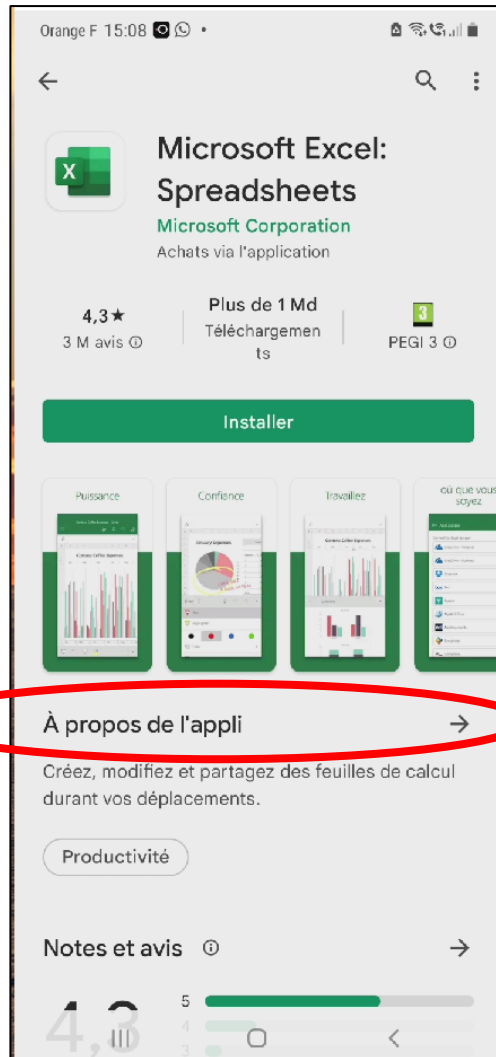 Orange F 15:08
Microsoft Excel:
Spreadsheets
Microsoft Corporation
Achats via l'application
4,3★
3 M avis
Plus de 1 Md
Téléchargemen
ts
3
PEGI 3
Installer
Puissance
Confiance
Travaillez
où que vous
soyez
À propos de l'appli
Créez, modifiez et partagez des feuilles de calcul
durant vos déplacements.
Productivité
Notes et avis
4,3
5
4
3